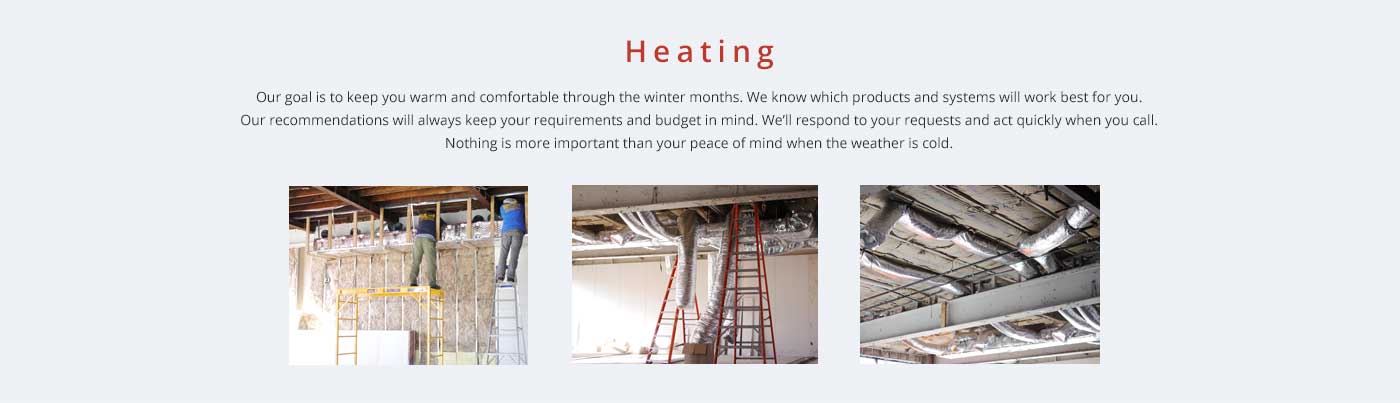 Heating
Our goal is to keep you warm and comfortable through the winter months. We know which products and systems will work best for you.
Our recommendations will always keep your requirements and budget in mind. We’ll respond to your requests and act quickly when you call.
Nothing is more important than your peace of mind when the weather is cold.